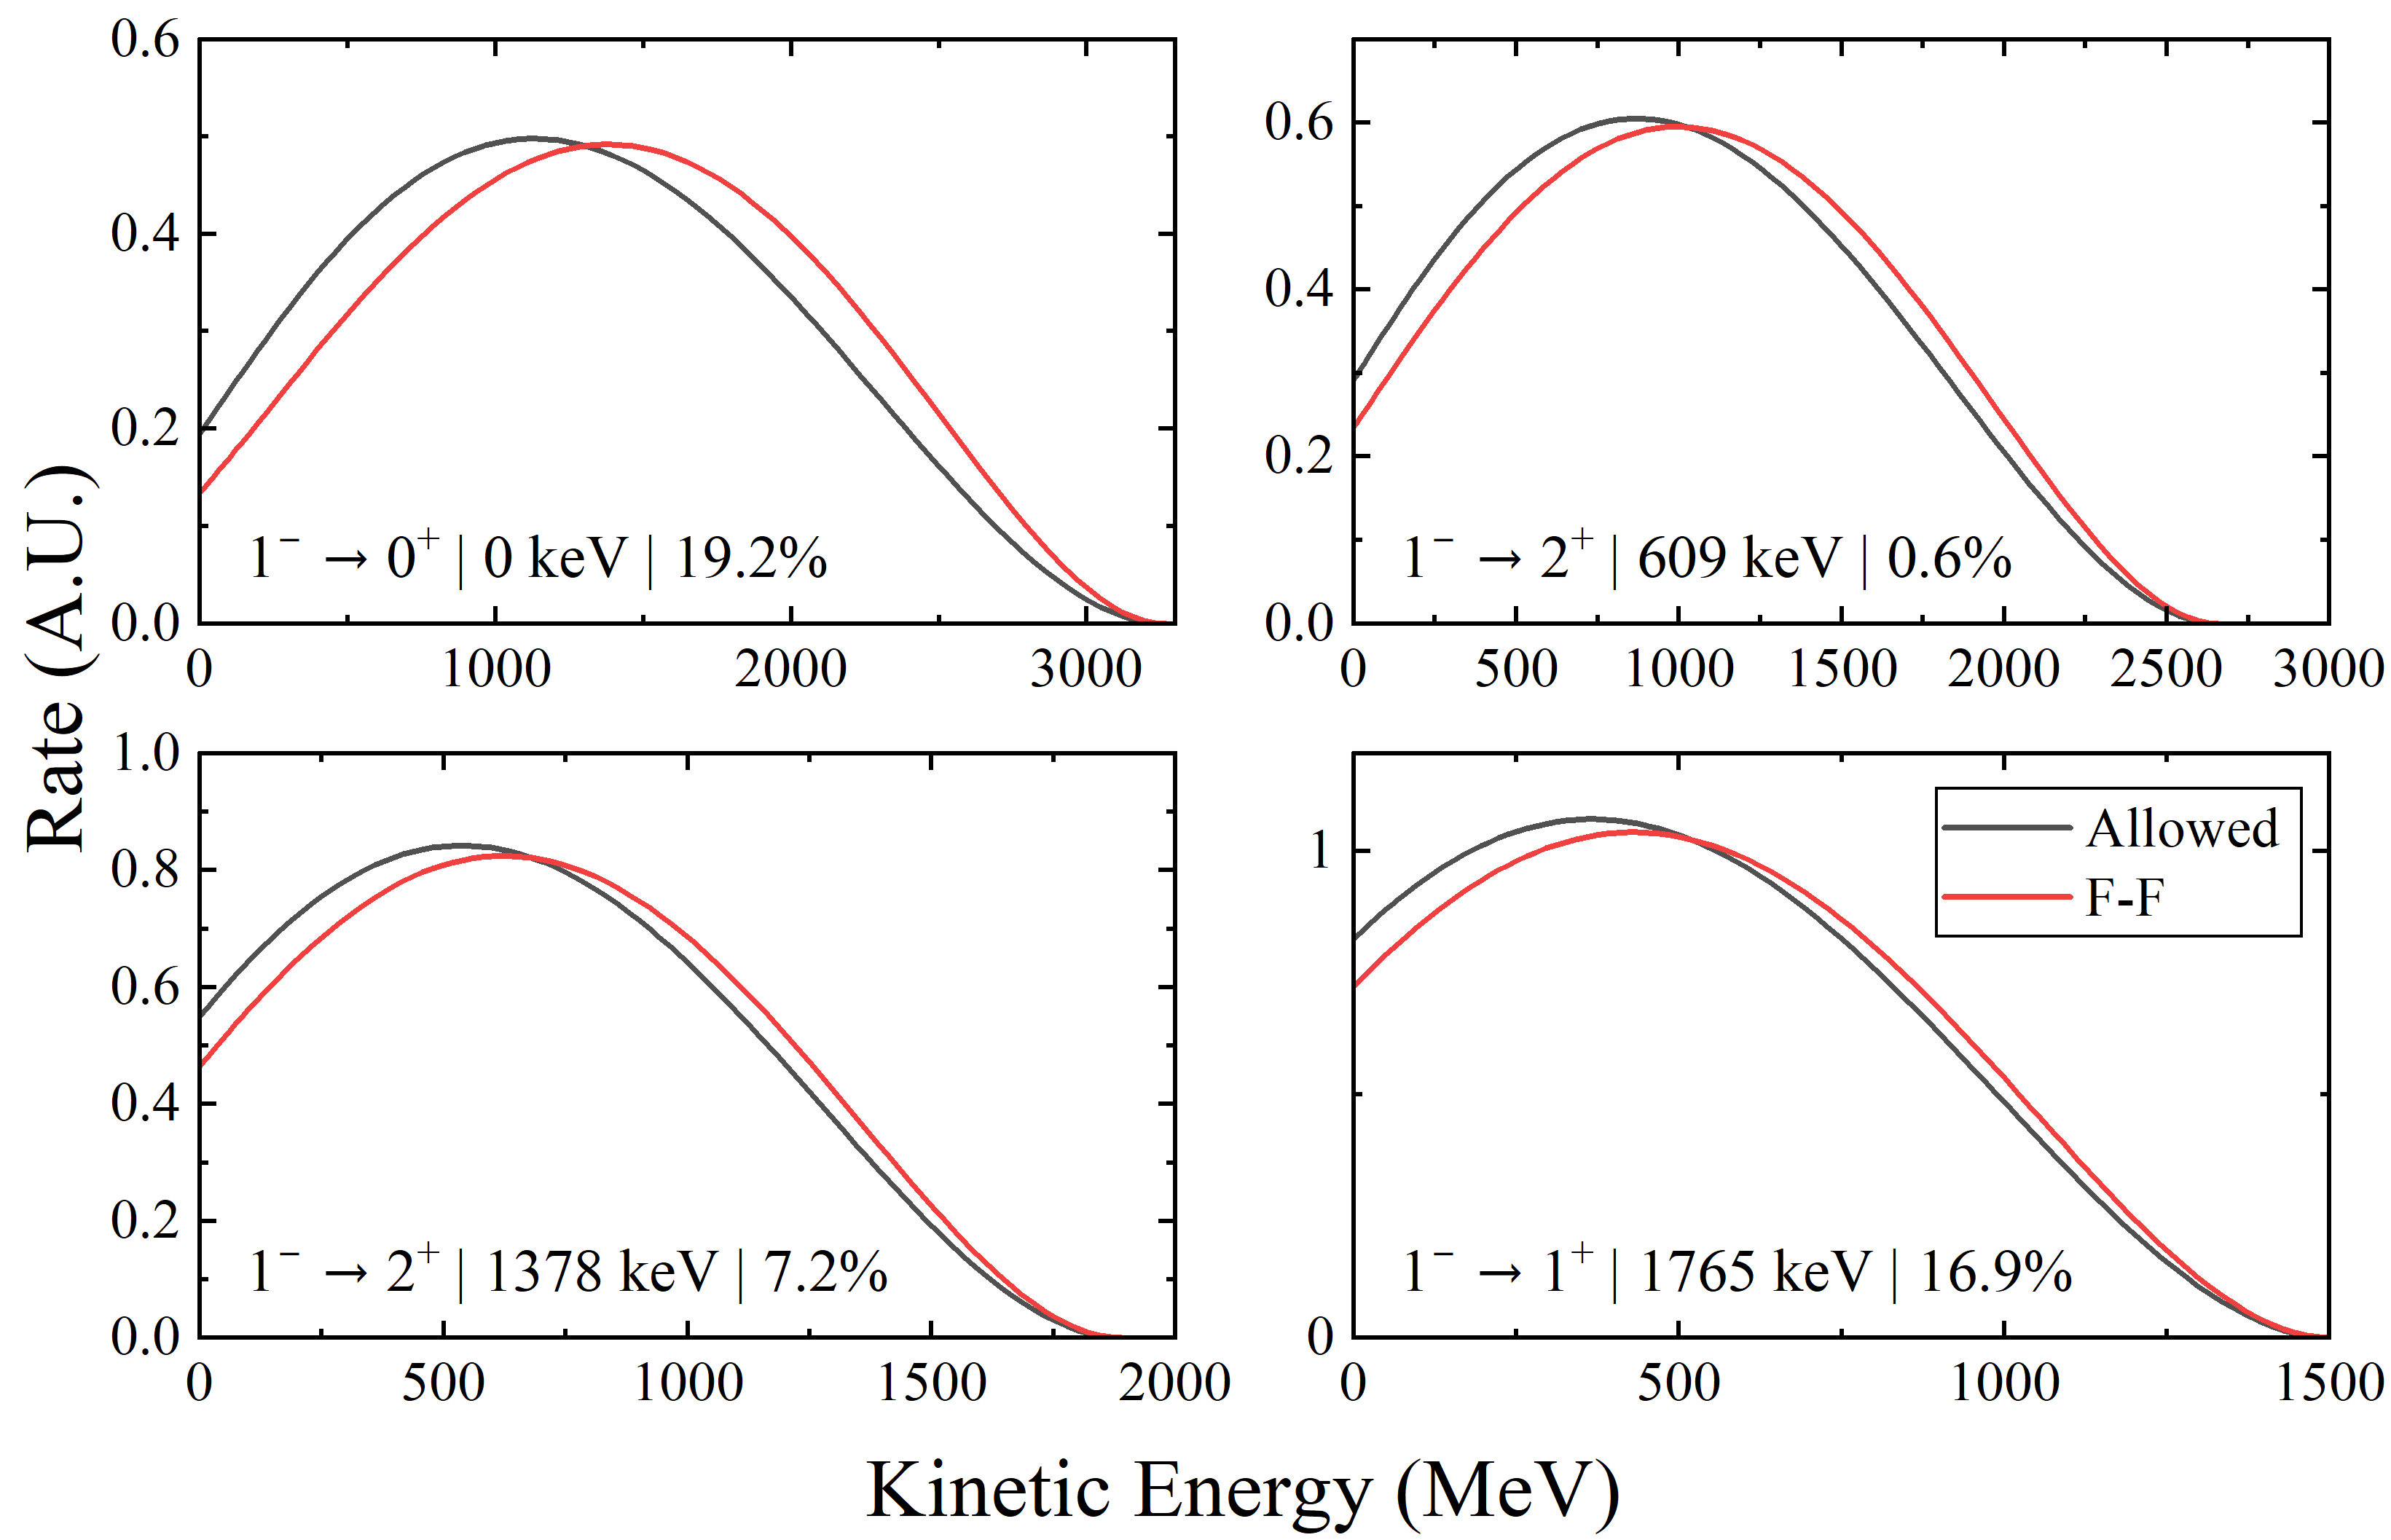 Rate (A.U.)
0.6
0.4
0.2
0.0
0 1000 2000 3000
1⁻ → 0⁺ | 0 keV | 19.2%
0.6
0.4
0.2
0.0
0 500 1000 1500 2000 2500 3000
1⁻ → 2⁺ | 609 keV | 0.6%
1.0
0.8
0.6
0.4
0.2
0.0
0 500 1000 1500 2000
1⁻ → 2⁺ | 1378 keV | 7.2%
1
0
0 500 1000 1500
Allowed
F-F
1⁻ → 1⁺ | 1765 keV | 16.9%
Kinetic Energy (MeV)